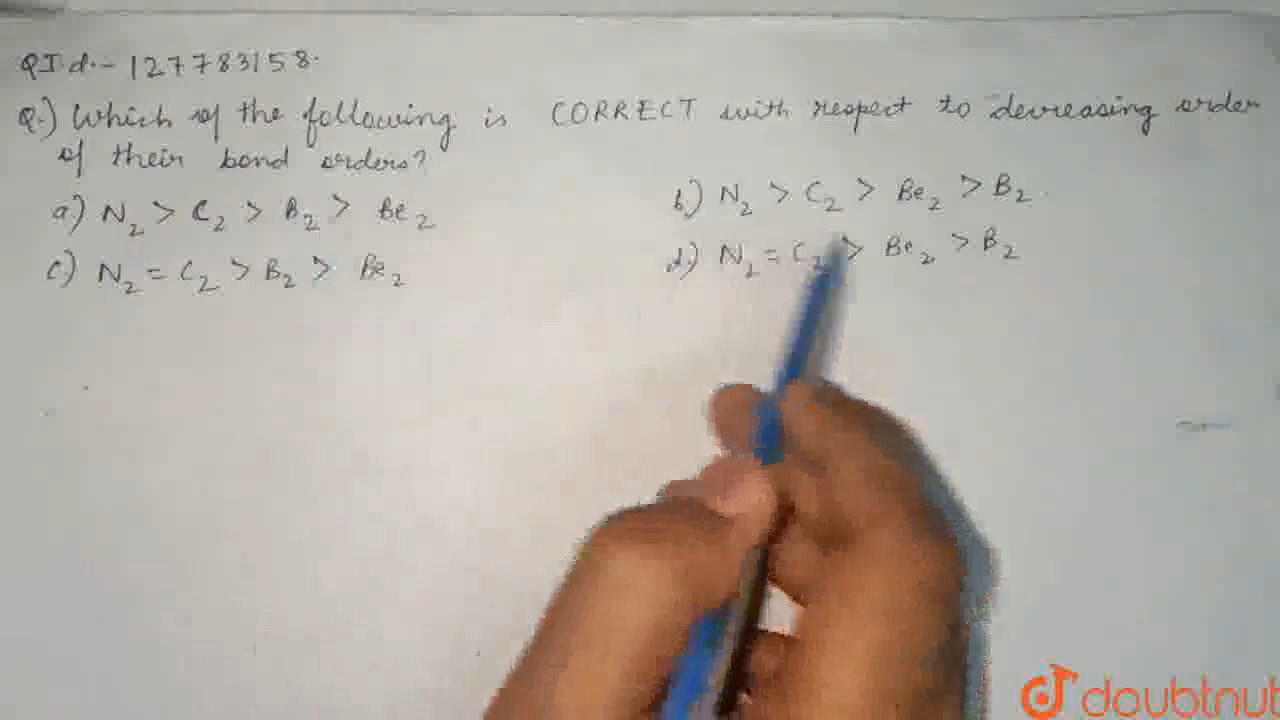 QI.d.- 127783158.
Q.) Which of the following is CORRECT with respect to decreasing order
of their bond orders?
a) N₂ > C₂ > B₂ > Be₂
b.) N₂ > C₂ > Be₂ > B₂.
c) N₂ = C₂ > B₂ > Be₂
d.) N₂ = C₂ > Be₂ > B₂
doubtnut